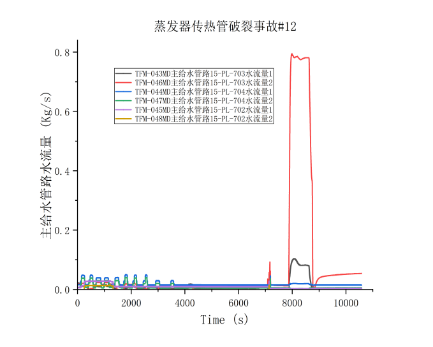 蒸发器传热管破裂事故#12
0.8
TFM-043MD主给水管路15-PL-703水流量1
TFM-046MD主给水管路15-PL-703水流量2
TFM-044MD主给水管路15-PL-704水流量1
TFM-047MD主给水管路15-PL-704水流量2
TFM-045MD主给水管路15-PL-702水流量1
TFM-048MD主给水管路15-PL-702水流量2
0.6
主给水管路水流量 (Kg/s)
0.4
0.2
0.0
0 2000 4000 6000 8000 10000
Time (s)